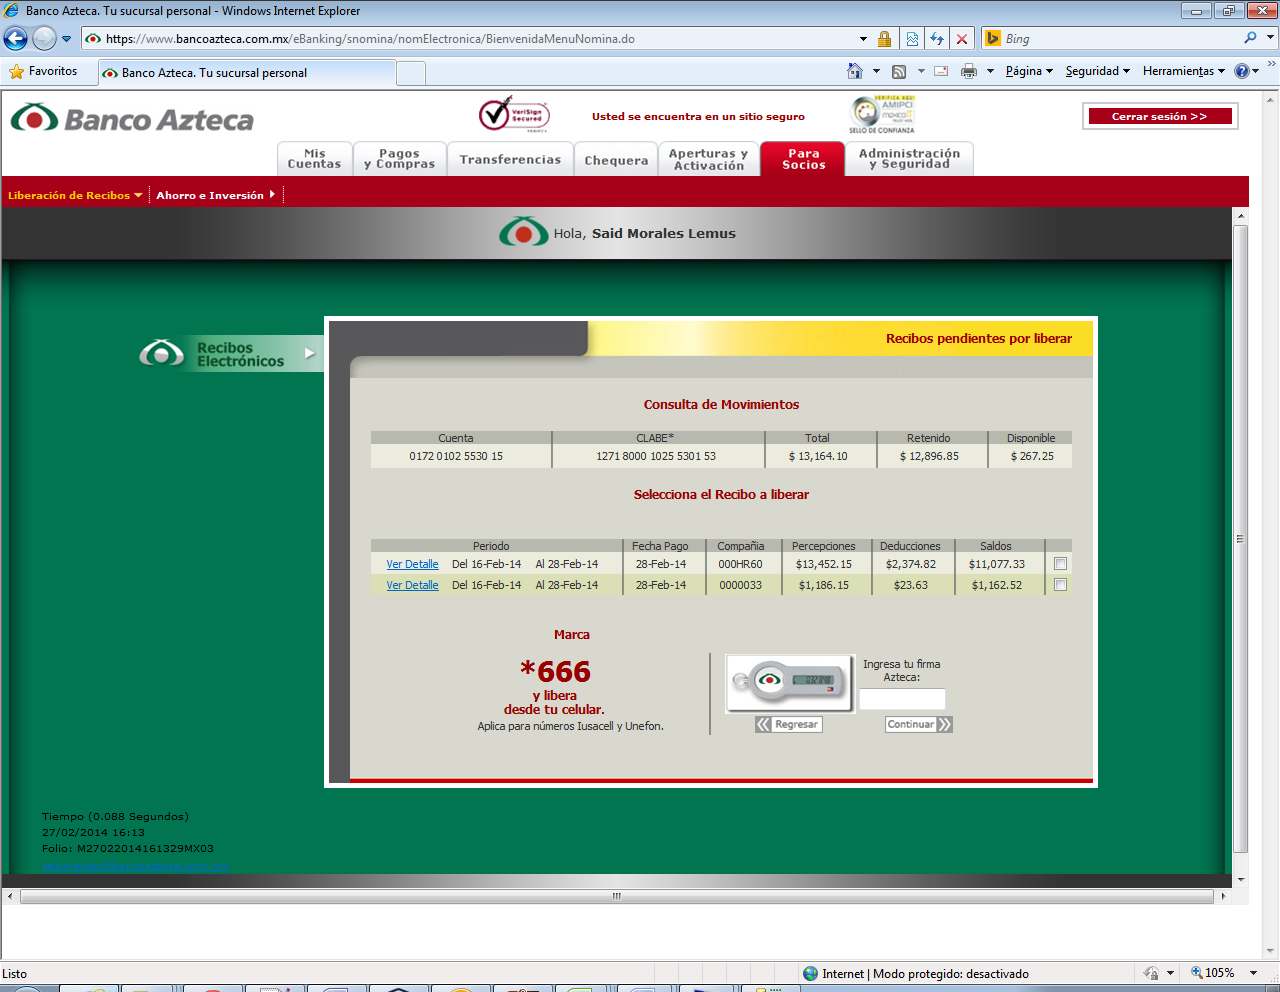 Banco Azteca. Tu sucursal personal - Windows Internet Explorer
https://www.bancoazteca.com.mx/eBanking/snomina/nomElectronica/BienvenidaMenuNomina.do
Bing
Favoritos
Banco Azteca. Tu sucursal personal
Página
Seguridad
Herramientas
Banco Azteca
VeriSign Secured
VERIFY
Usted se encuentra en un sitio seguro
VERIFICA AQUI
AMIPCI
SELLO DE CONFIANZA
Cerrar sesión >>
Mis Cuentas
Pagos y Compras
Transferencias
Chequera
Aperturas y Activación
Para Socios
Administración y Seguridad
Liberación de Recibos
Ahorro e Inversión
Hola, Said Morales Lemus
Recibos Electrónicos
Recibos pendientes por liberar
Consulta de Movimientos
Cuenta CLABE* Total Retenido Disponible
0172 0102 5530 15 1271 8000 1025 5301 53 $ 13,164.10 $ 12,896.85 $ 267.25
Selecciona el Recibo a liberar
Periodo Fecha Pago Compañia Percepciones Deducciones Saldos
Ver Detalle Del 16-Feb-14 Al 28-Feb-14 28-Feb-14 000HR60 $13,452.15 $2,374.82 $11,077.33
Ver Detalle Del 16-Feb-14 Al 28-Feb-14 28-Feb-14 0000033 $1,186.15 $23.63 $1,162.52
Marca
*666
y libera
desde tu celular.
Aplica para números Iusacell y Unefon.
Ingresa tu firma
Azteca:
Regresar
Continuar
Tiempo (0.088 Segundos)
27/02/2014 16:13
Folio: M27022014161329MX03
Listo
Internet | Modo protegido: desactivado
105%